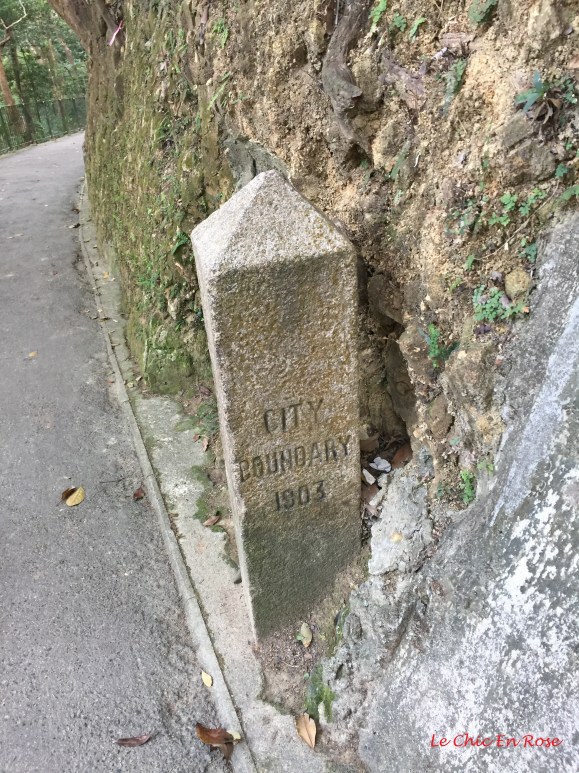 CITY
BOUNDARY
1903
Le Chic En Rose